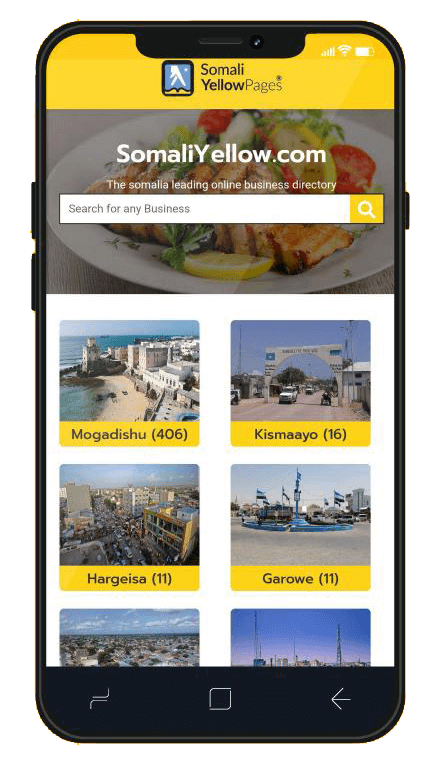 Somali
YellowPages®
SomaliYellow.com
The somalia leading online business directory
Search for any Business
Mogadishu (406)
Kismaayo (16)
Hargeisa (11)
Garowe (11)